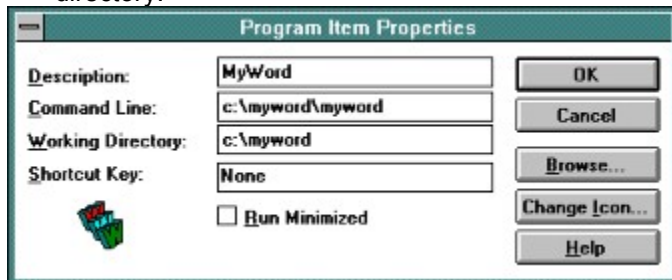 directory.
Program Item Properties
Description: MyWord OK
Command Line: c:\myword\myword Cancel
Working Directory: c:\myword
Shortcut Key: None Browse...
Run Minimized Change Icon...
Help